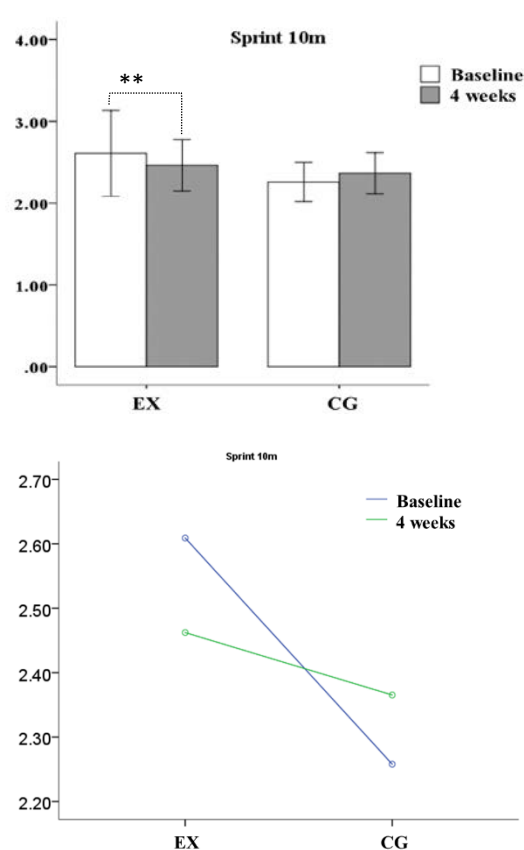 4.00
Sprint 10m
Baseline
4 weeks
**
3.00
2.00
1.00
.00
EX CG
Sprint 10m
2.70
Baseline
4 weeks
2.60
2.50
2.40
2.30
2.20
EX CG